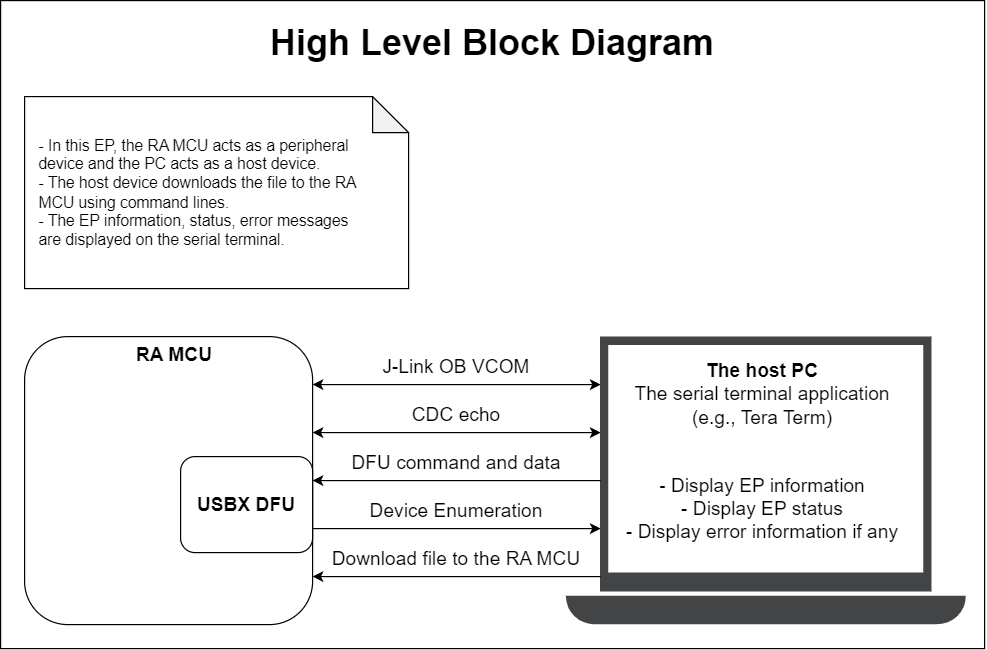 High Level Block Diagram
- In this EP, the RA MCU acts as a peripheral
device and the PC acts as a host device.
- The host device downloads the file to the RA
MCU using command lines.
- The EP information, status, error messages
are displayed on the serial terminal.
RA MCU
USBX DFU
J-Link OB VCOM
CDC echo
DFU command and data
Device Enumeration
Download file to the RA MCU
The host PC
The serial terminal application
(e.g., Tera Term)
- Display EP information
- Display EP status
- Display error information if any